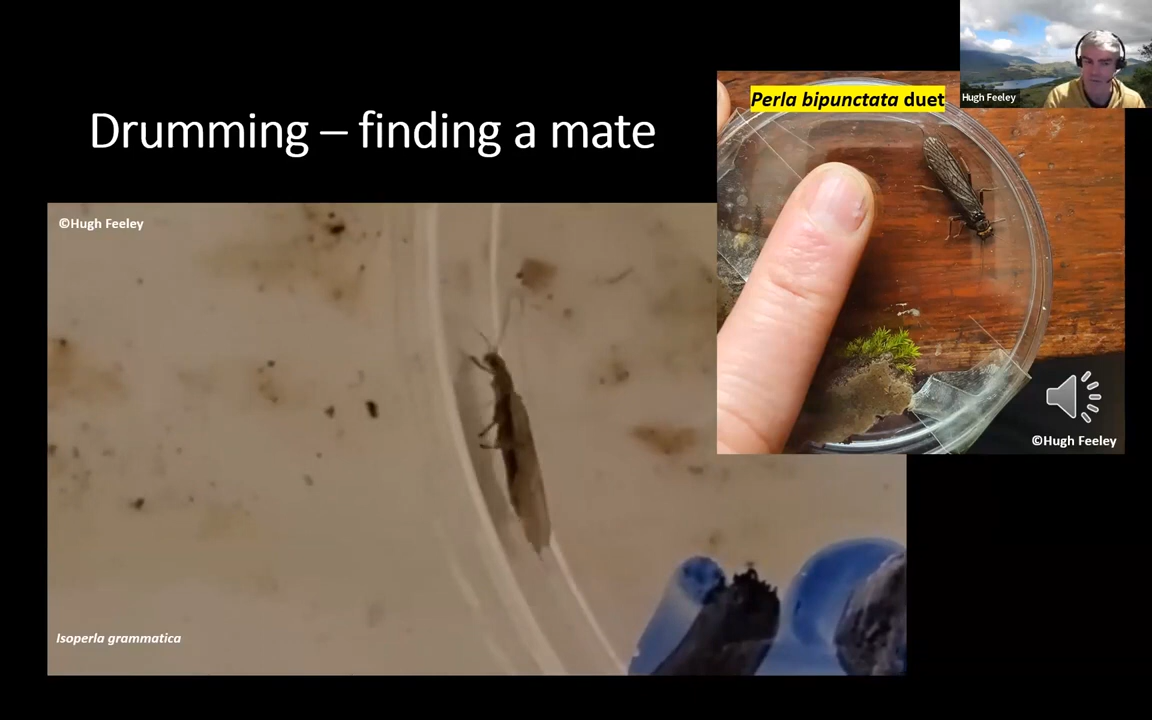 Hugh Feeley
Perla bipunctata duet
Drumming – finding a mate
©Hugh Feeley
©Hugh Feeley
Isoperla grammatica